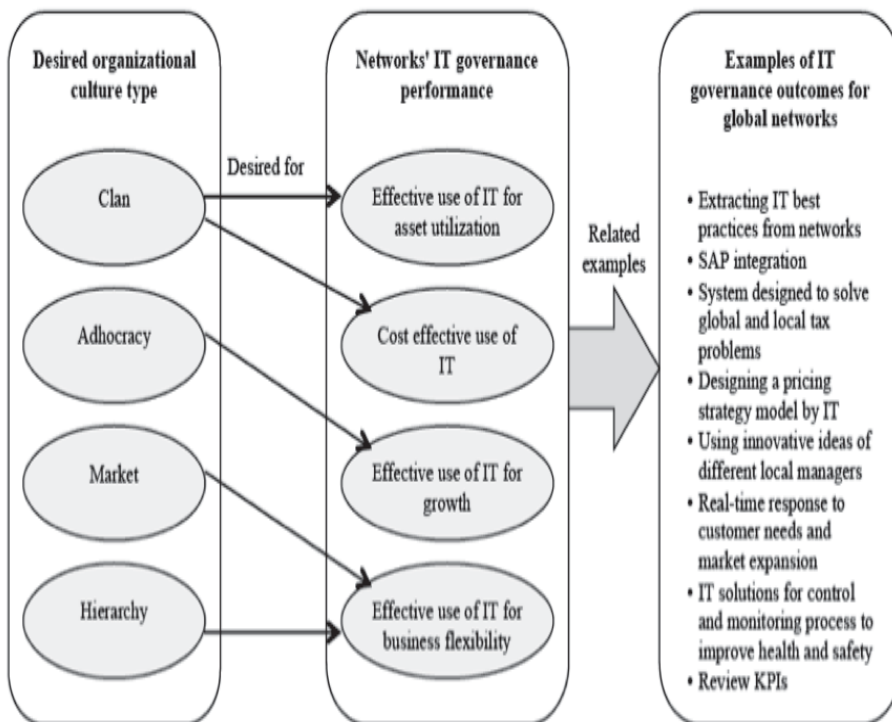 Desired organizational
culture type
Clan
Adhocracy
Market
Hierarchy
Desired for
Networks' IT governance
performance
Effective use of IT for
asset utilization
Cost effective use of
IT
Effective use of IT for
growth
Effective use of IT for
business flexibility
Related
examples
Examples of IT
governance outcomes for
global networks
• Extracting IT best
practices from networks
• SAP integration
• System designed to solve
global and local tax
problems
• Designing a pricing
strategy model by IT
• Using innovative ideas of
different local managers
• Real-time response to
customer needs and
market expansion
• IT solutions for control
and monitoring process to
improve health and safety
• Review KPIs